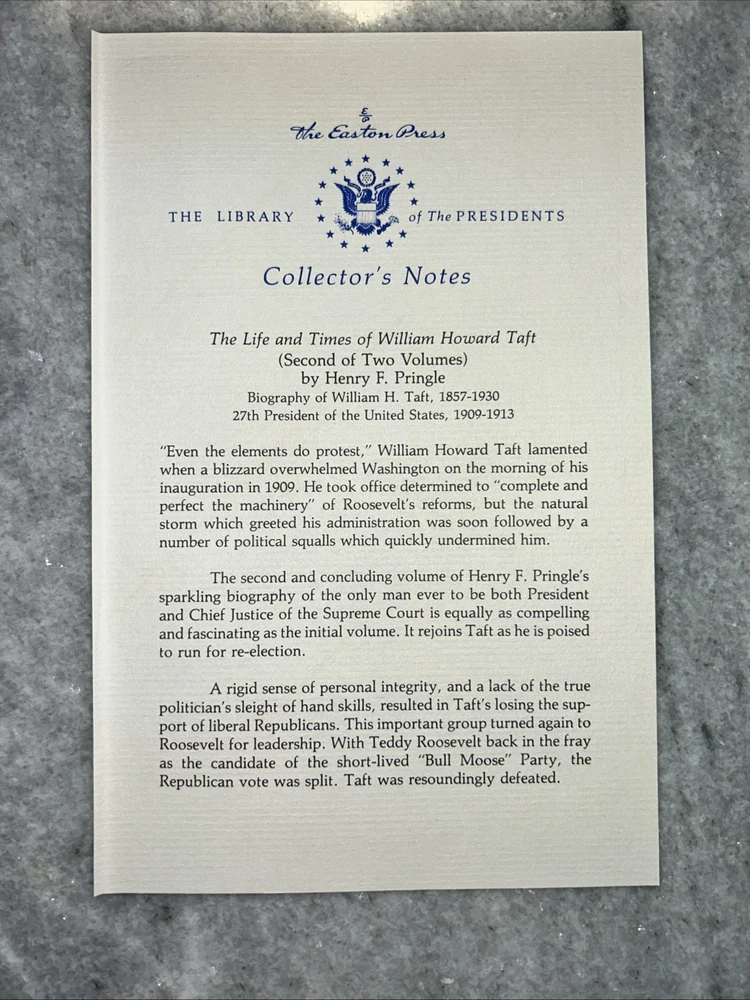 E
P
The Easton Press
THE LIBRARY of The PRESIDENTS
Collector's Notes
The Life and Times of William Howard Taft
(Second of Two Volumes)
by Henry F. Pringle
Biography of William H. Taft, 1857-1930
27th President of the United States, 1909-1913
“Even the elements do protest,” William Howard Taft lamented
when a blizzard overwhelmed Washington on the morning of his
inauguration in 1909. He took office determined to “complete and
perfect the machinery” of Roosevelt's reforms, but the natural
storm which greeted his administration was soon followed by a
number of political squalls which quickly undermined him.
The second and concluding volume of Henry F. Pringle's
sparkling biography of the only man ever to be both President
and Chief Justice of the Supreme Court is equally as compelling
and fascinating as the initial volume. It rejoins Taft as he is poised
to run for re-election.
A rigid sense of personal integrity, and a lack of the true
politician's sleight of hand skills, resulted in Taft's losing the sup-
port of liberal Republicans. This important group turned again to
Roosevelt for leadership. With Teddy Roosevelt back in the fray
as the candidate of the short-lived “Bull Moose” Party, the
Republican vote was split. Taft was resoundingly defeated.